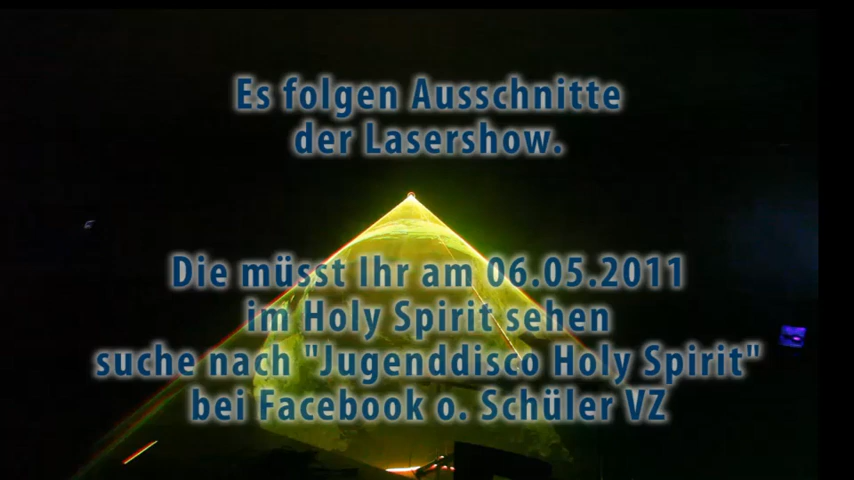 Es folgen Ausschnitte
der Lasershow.
Die müsst Ihr am 06.05.2011
im Holy Spirit sehen
suche nach "Jugenddisco Holy Spirit"
bei Facebook o. Schüler VZ